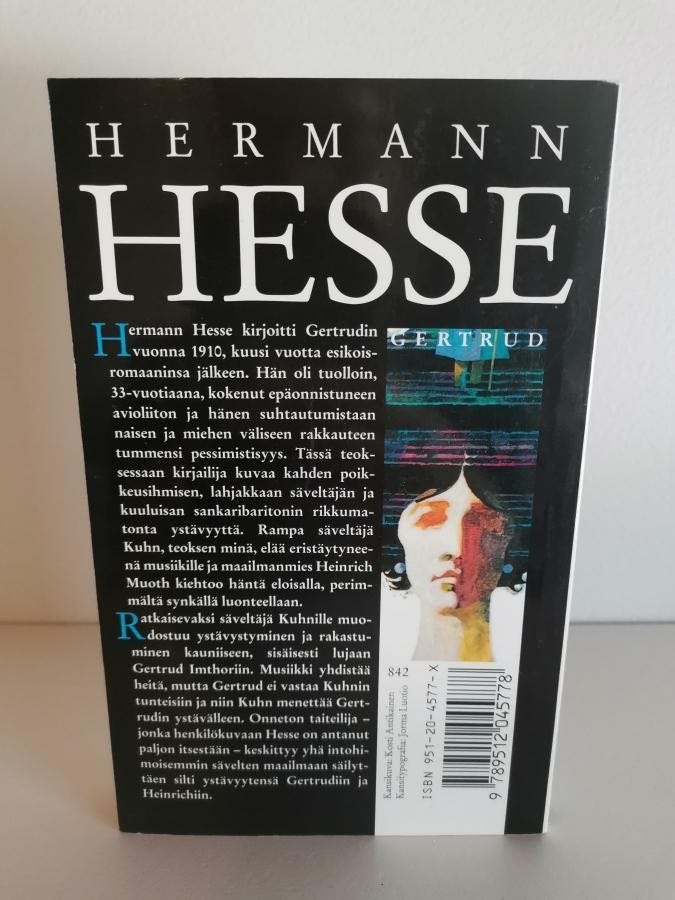 HERMANN
HESSE
Hermann Hesse kirjoitti Gertrudin
vuonna 1910, kuusi vuotta esikois-
romaaninsa jälkeen. Hän oli tuolloin,
33-vuotiaana, kokenut epäonnistuneen
avioliiton ja hänen suhtautumistaan
naisen ja miehen väliseen rakkauteen
tummensi pessimistisyys. Tässä teok-
sessaan kirjailija kuvaa kahden poik-
keusihmisen, lahjakkaan säveltäjän ja
kuuluisan sankaribaritonin rikkuma-
tonta ystävyyttä. Rampa säveltäjä
Kuhn, teoksen minä, elää eristäytynee-
nä musiikille ja maailmanmies Heinrich
Muoth kiehtoo häntä eloisalla, perim-
mältä synkällä luonteellaan.
Ratkaisevaksi säveltäjä Kuhnille muo-
dostuu ystävystyminen ja rakastu-
minen kauniiseen, sisäisesti lujaan
Gertrud Imthoriin. Musiikki yhdistää
heitä, mutta Gertrud ei vastaa Kuhnin
tunteisiin ja niin Kuhn menettää Gert-
rudin ystävälleen. Onneton taiteilija –
jonka henkilökuvaan Hesse on antanut
paljon itsestään – keskittyy yhä intohi-
moisemmin sävelten maailmaan säilyt-
täen silti ystävyytensä Gertrudiin ja
Heinrichiin.
GERTRUD
842
Kansikuva: Kosti Antikainen
Kansitypografia: Jorma Luotio
ISBN 951-20-4577-X
9 789512 045778